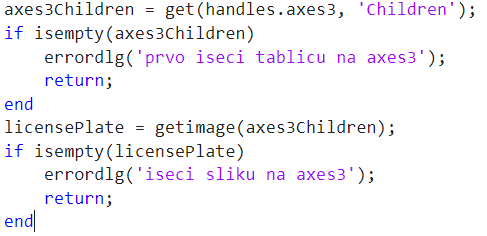 axes3Children = get(handles.axes3, 'Children');
if isempty(axes3Children)
    errordlg('prvo iseci tablicu na axes3');
    return;
end
licensePlate = getimage(axes3Children);
if isempty(licensePlate)
    errordlg('iseci sliku na axes3');
    return;
end